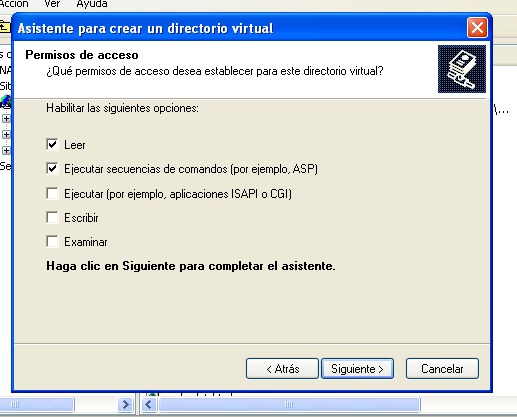 Acción Ver Ayuda
Asistente para crear un directorio virtual
Permisos de acceso
¿Qué permisos de acceso desea establecer para este directorio virtual?
Habilitar las siguientes opciones:
Leer
Ejecutar secuencias de comandos (por ejemplo, ASP)
Ejecutar (por ejemplo, aplicaciones ISAPI o CGI)
Escribir
Examinar
Haga clic en Siguiente para completar el asistente.
< Atrás Siguiente > Cancelar